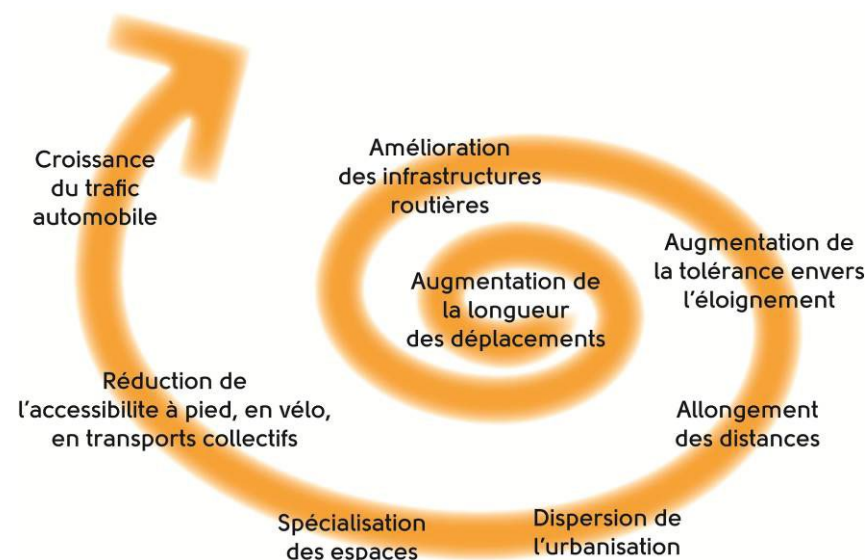 Croissance
du trafic
automobile
Amélioration
des infrastructures
routières
Augmentation de
la tolérance envers
l'éloignement
Augmentation de
la longueur
des déplacements
Réduction de
l'accessibilite à pied, en vélo,
en transports collectifs
Allongement
des distances
Spécialisation
des espaces
Dispersion de
l'urbanisation